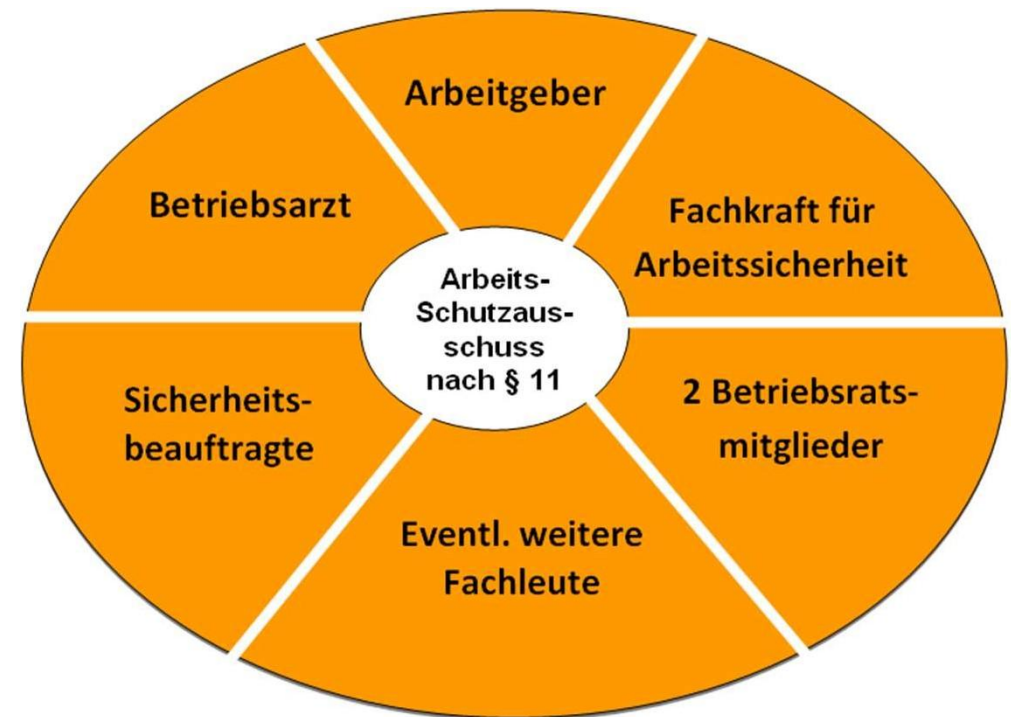 Arbeitgeber
Betriebsarzt
Fachkraft für
Arbeitssicherheit
Arbeits-
Schutzaus-
schuss
nach § 11
Sicherheits-
beauftragte
2 Betriebsrats-
mitglieder
Eventl. weitere
Fachleute